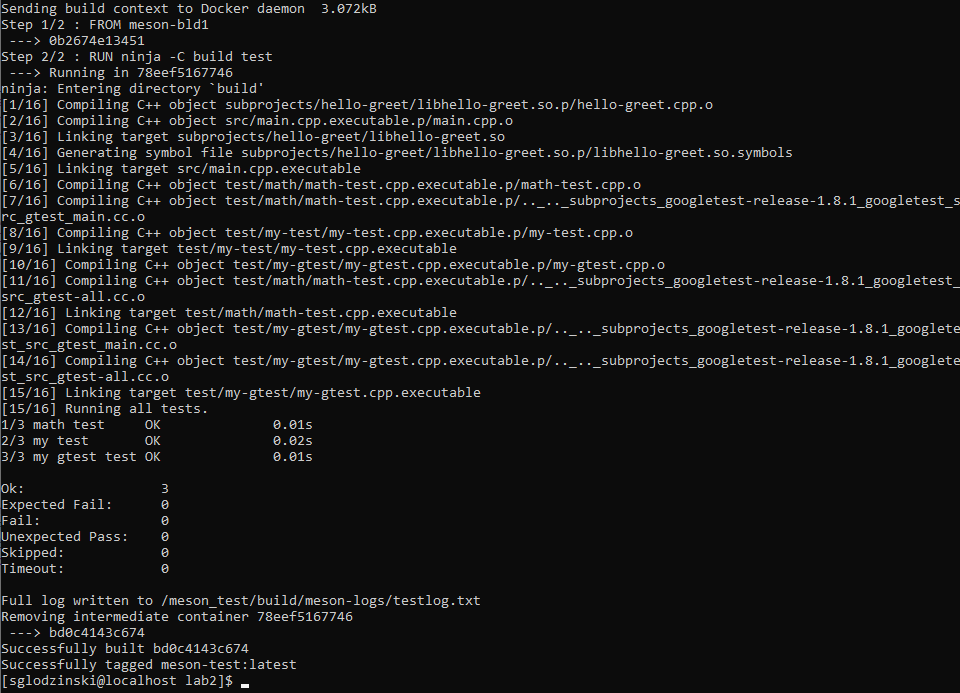 Sending build context to Docker daemon  3.072kB
Step 1/2 : FROM meson-bld1
 ---> 0b2674e13451
Step 2/2 : RUN ninja -C build test
 ---> Running in 78eef5167746
ninja: Entering directory `build'
[1/16] Compiling C++ object subprojects/hello-greet/libhello-greet.so.p/hello-greet.cpp.o
[2/16] Compiling C++ object src/main.cpp.executable.p/main.cpp.o
[3/16] Linking target subprojects/hello-greet/libhello-greet.so
[4/16] Generating symbol file subprojects/hello-greet/libhello-greet.so.p/libhello-greet.so.symbols
[5/16] Linking target src/main.cpp.executable
[6/16] Compiling C++ object test/math/math-test.cpp.executable.p/math-test.cpp.o
[7/16] Compiling C++ object test/math/math-test.cpp.executable.p/.._.._subprojects_googletest-release-1.8.1_googletest_s
rc_gtest_main.cc.o
[8/16] Compiling C++ object test/my-test/my-test.cpp.executable.p/my-test.cpp.o
[9/16] Linking target test/my-test/my-test.cpp.executable
[10/16] Compiling C++ object test/my-gtest/my-gtest.cpp.executable.p/my-gtest.cpp.o
[11/16] Compiling C++ object test/math/math-test.cpp.executable.p/.._.._subprojects_googletest-release-1.8.1_googletest_
src_gtest-all.cc.o
[12/16] Linking target test/math/math-test.cpp.executable
[13/16] Compiling C++ object test/my-gtest/my-gtest.cpp.executable.p/.._.._subprojects_googletest-release-1.8.1_googlete
st_src_gtest_main.cc.o
[14/16] Compiling C++ object test/my-gtest/my-gtest.cpp.executable.p/.._.._subprojects_googletest-release-1.8.1_googlete
st_src_gtest-all.cc.o
[15/16] Linking target test/my-gtest/my-gtest.cpp.executable
[15/16] Running all tests.
1/3 math test     OK              0.01s
2/3 my test       OK              0.02s
3/3 my gtest test OK              0.01s

Ok:                 3
Expected Fail:      0
Fail:               0
Unexpected Pass:    0
Skipped:            0
Timeout:            0

Full log written to /meson_test/build/meson-logs/testlog.txt
Removing intermediate container 78eef5167746
 ---> bd0c4143c674
Successfully built bd0c4143c674
Successfully tagged meson-test:latest
[sglodzinski@localhost lab2]$